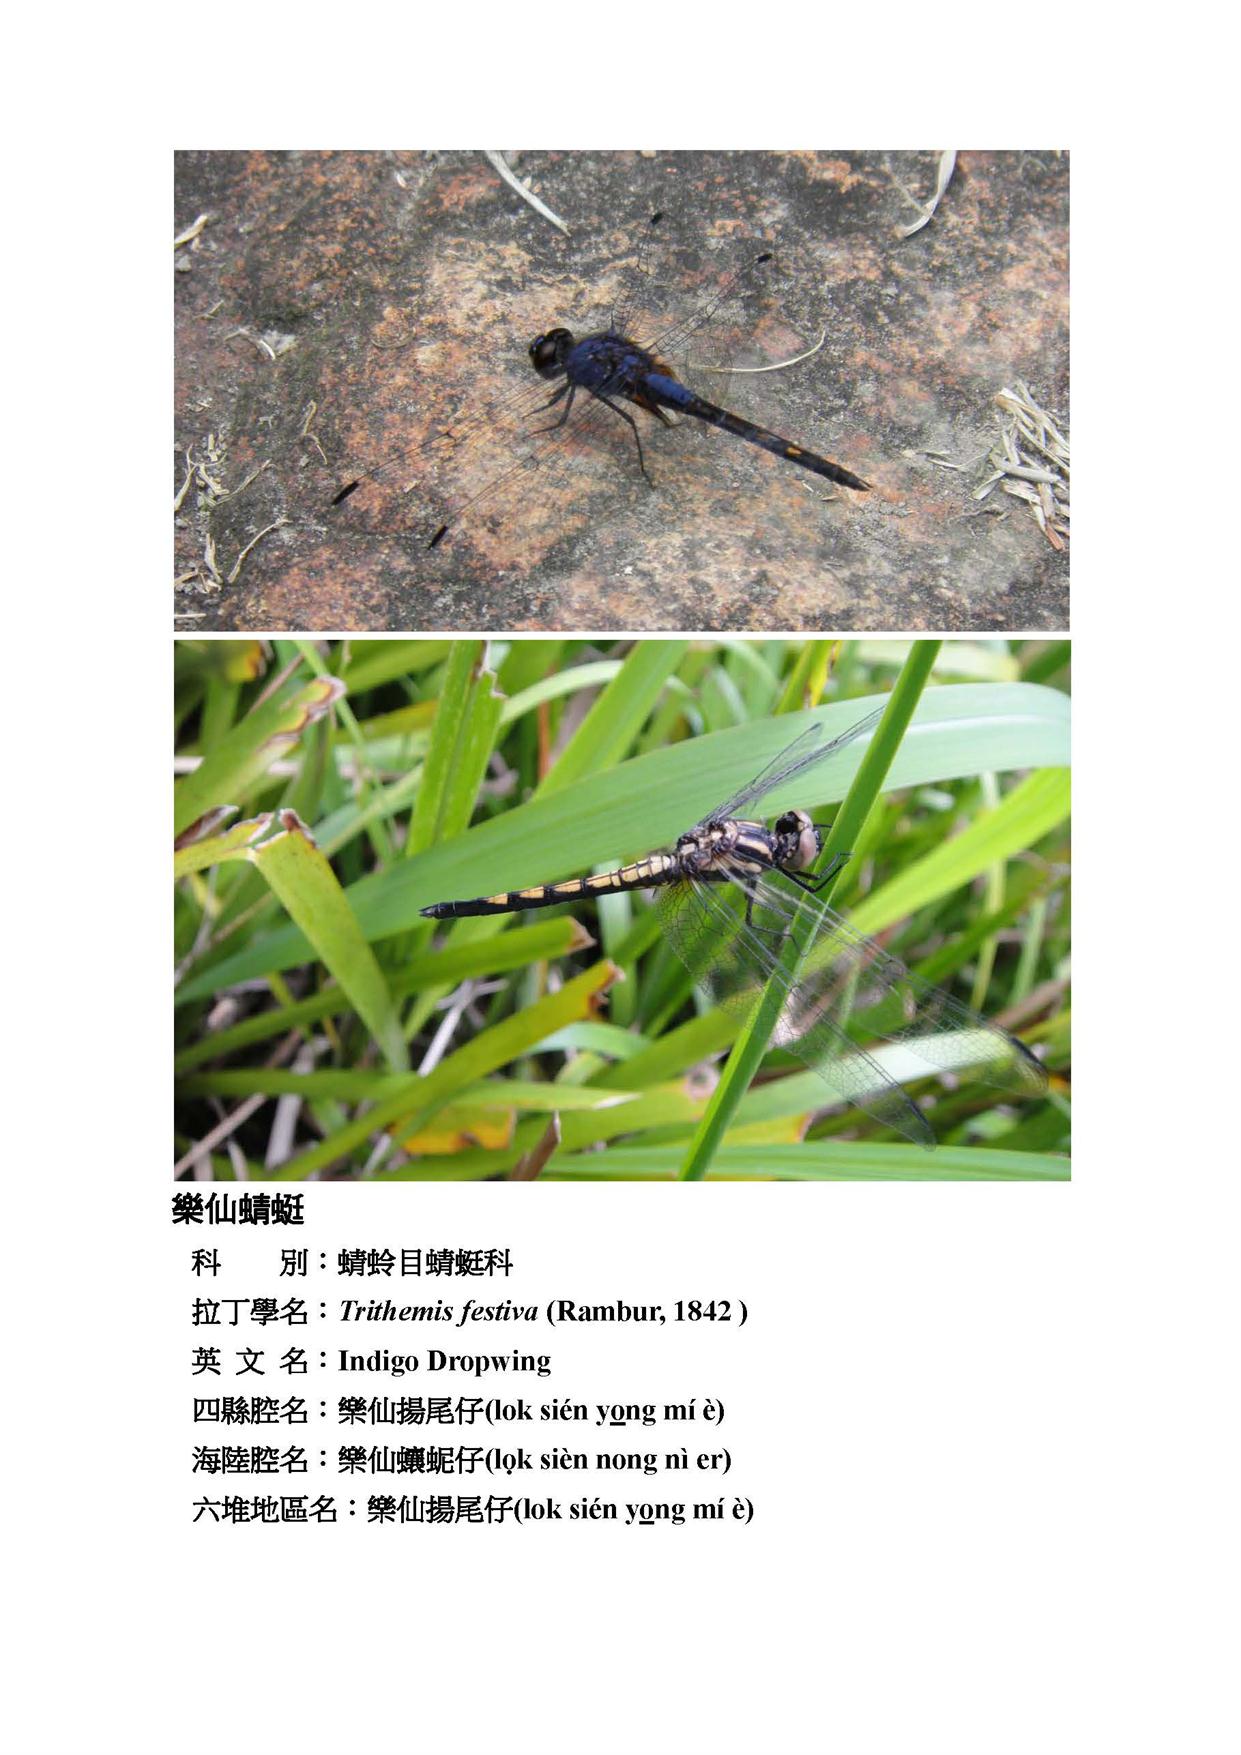 樂仙蜻蜓
科　　別：蜻蛉目蜻蜓科
拉丁學名：Trithemis festiva (Rambur, 1842 )
英 文 名：Indigo Dropwing
四縣腔名：樂仙揚尾仔(lok sién yong mí è)
海陸腔名：樂仙蠰蚭仔(lo̩k sièn nong nì er)
六堆地區名：樂仙揚尾仔(lok sién yong mí è)